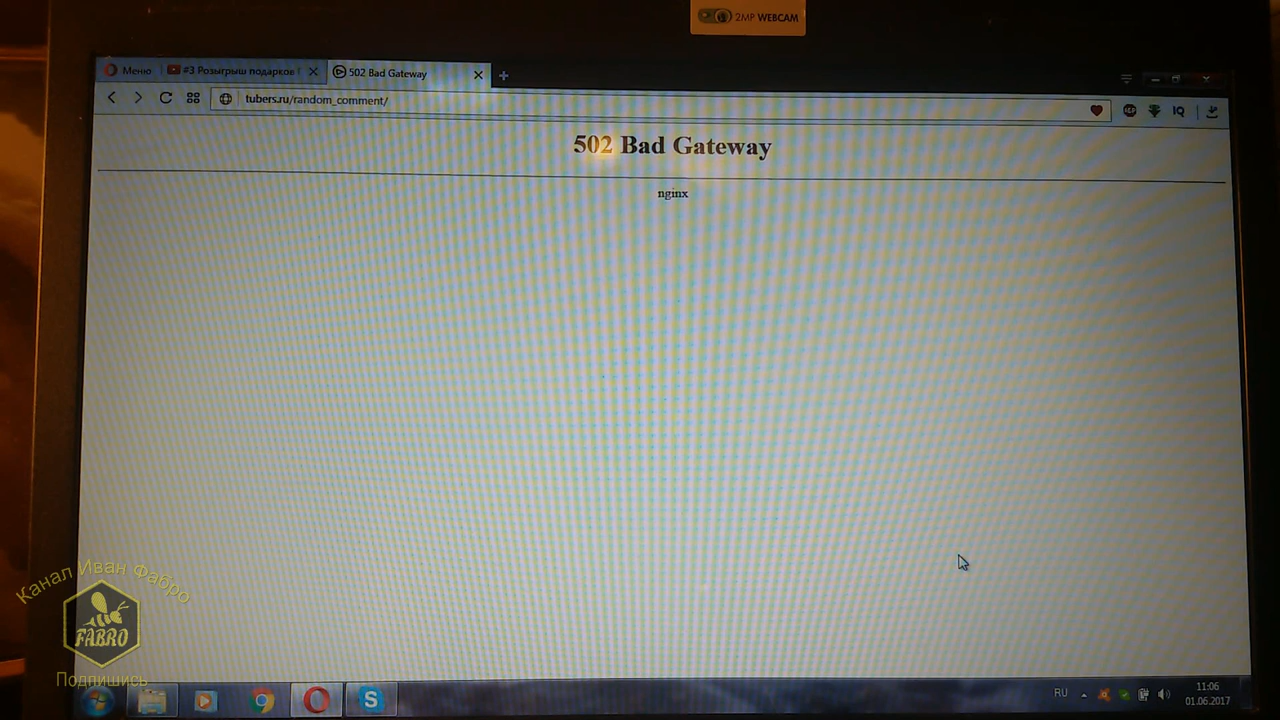 2MP WEBCAM
Меню
#3 Розыгрыш подарков
502 Bad Gateway
tubers.ru/random_comment/
IQ
502 Bad Gateway
nginx
Канал Иван Фабро
FABRO
Подпишись
RU
11:06
01.06.2017